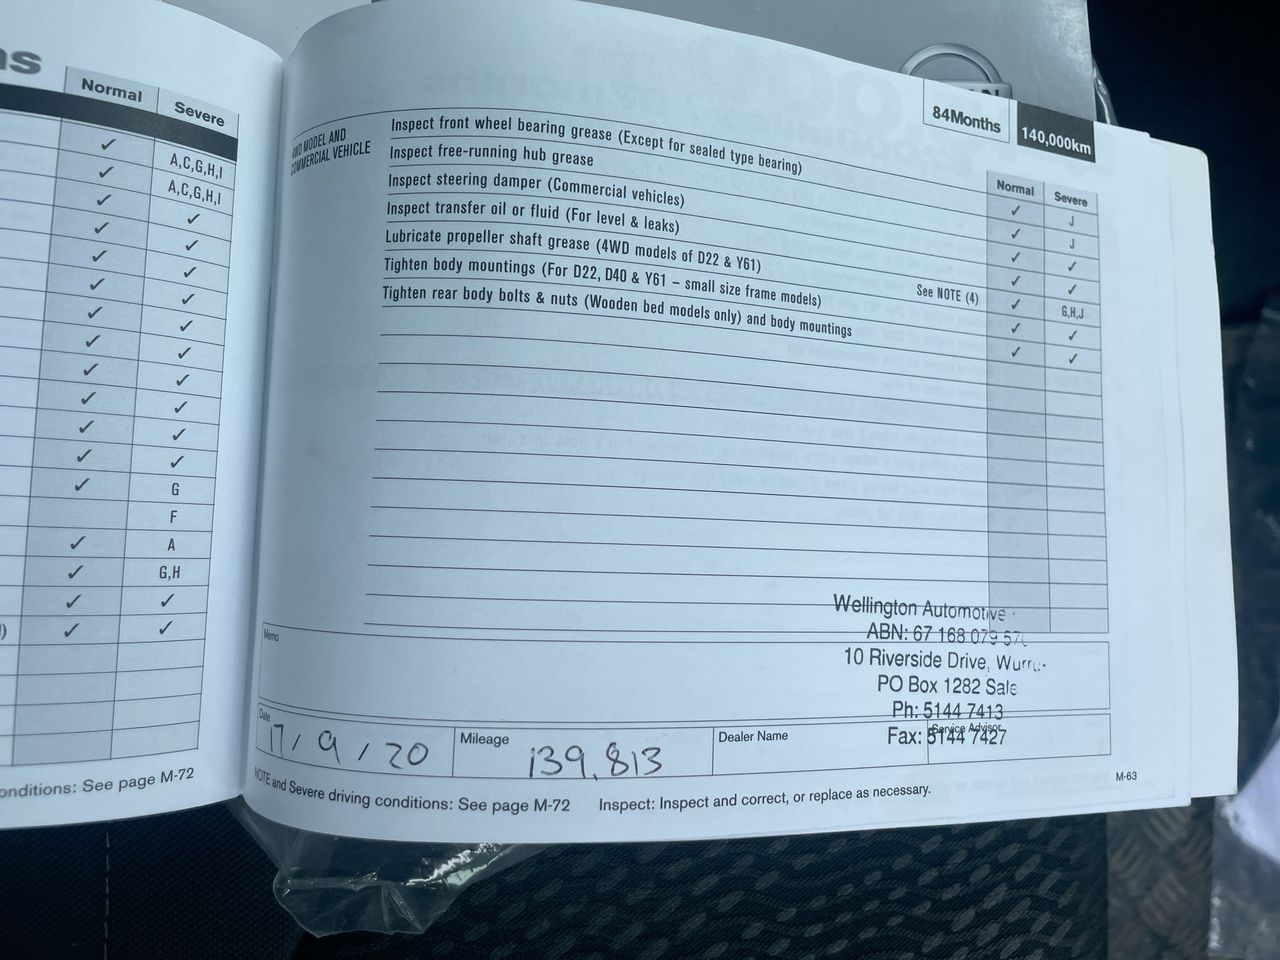 Normal Severe
✓ A,C,G,H,I
✓ A,C,G,H,I
✓ ✓
✓ ✓
✓ ✓
✓ ✓
✓ ✓
✓ ✓
✓ ✓
✓ ✓
✓ ✓
✓ ✓
✓ G
F
✓ A
✓ G,H
✓ ✓
✓ ✓
onditions: See page M-72
84Months 140,000km
Normal Severe
4WD MODEL AND
COMMERCIAL VEHICLE
Inspect front wheel bearing grease (Except for sealed type bearing) ✓ J
Inspect free-running hub grease ✓ J
Inspect steering damper (Commercial vehicles) ✓ ✓
Inspect transfer oil or fluid (For level & leaks) ✓ ✓
Lubricate propeller shaft grease (4WD models of D22 & Y61) See NOTE (4) ✓ G,H,J
Tighten body mountings (For D22, D40 & Y61 – small size frame models) ✓ ✓
Tighten rear body bolts & nuts (Wooden bed models only) and body mountings ✓ ✓
Wellington Automotive
ABN: 67 168 079
10 Riverside Drive,
PO Box 1282 Sale
Ph: 5144 7413
Fax: 5144 7427
Memo
Date 17/9/20
Mileage 139,813
Dealer Name
Service Advisor
NOTE and Severe driving conditions: See page M-72 Inspect: Inspect and correct, or replace as necessary.
M-63